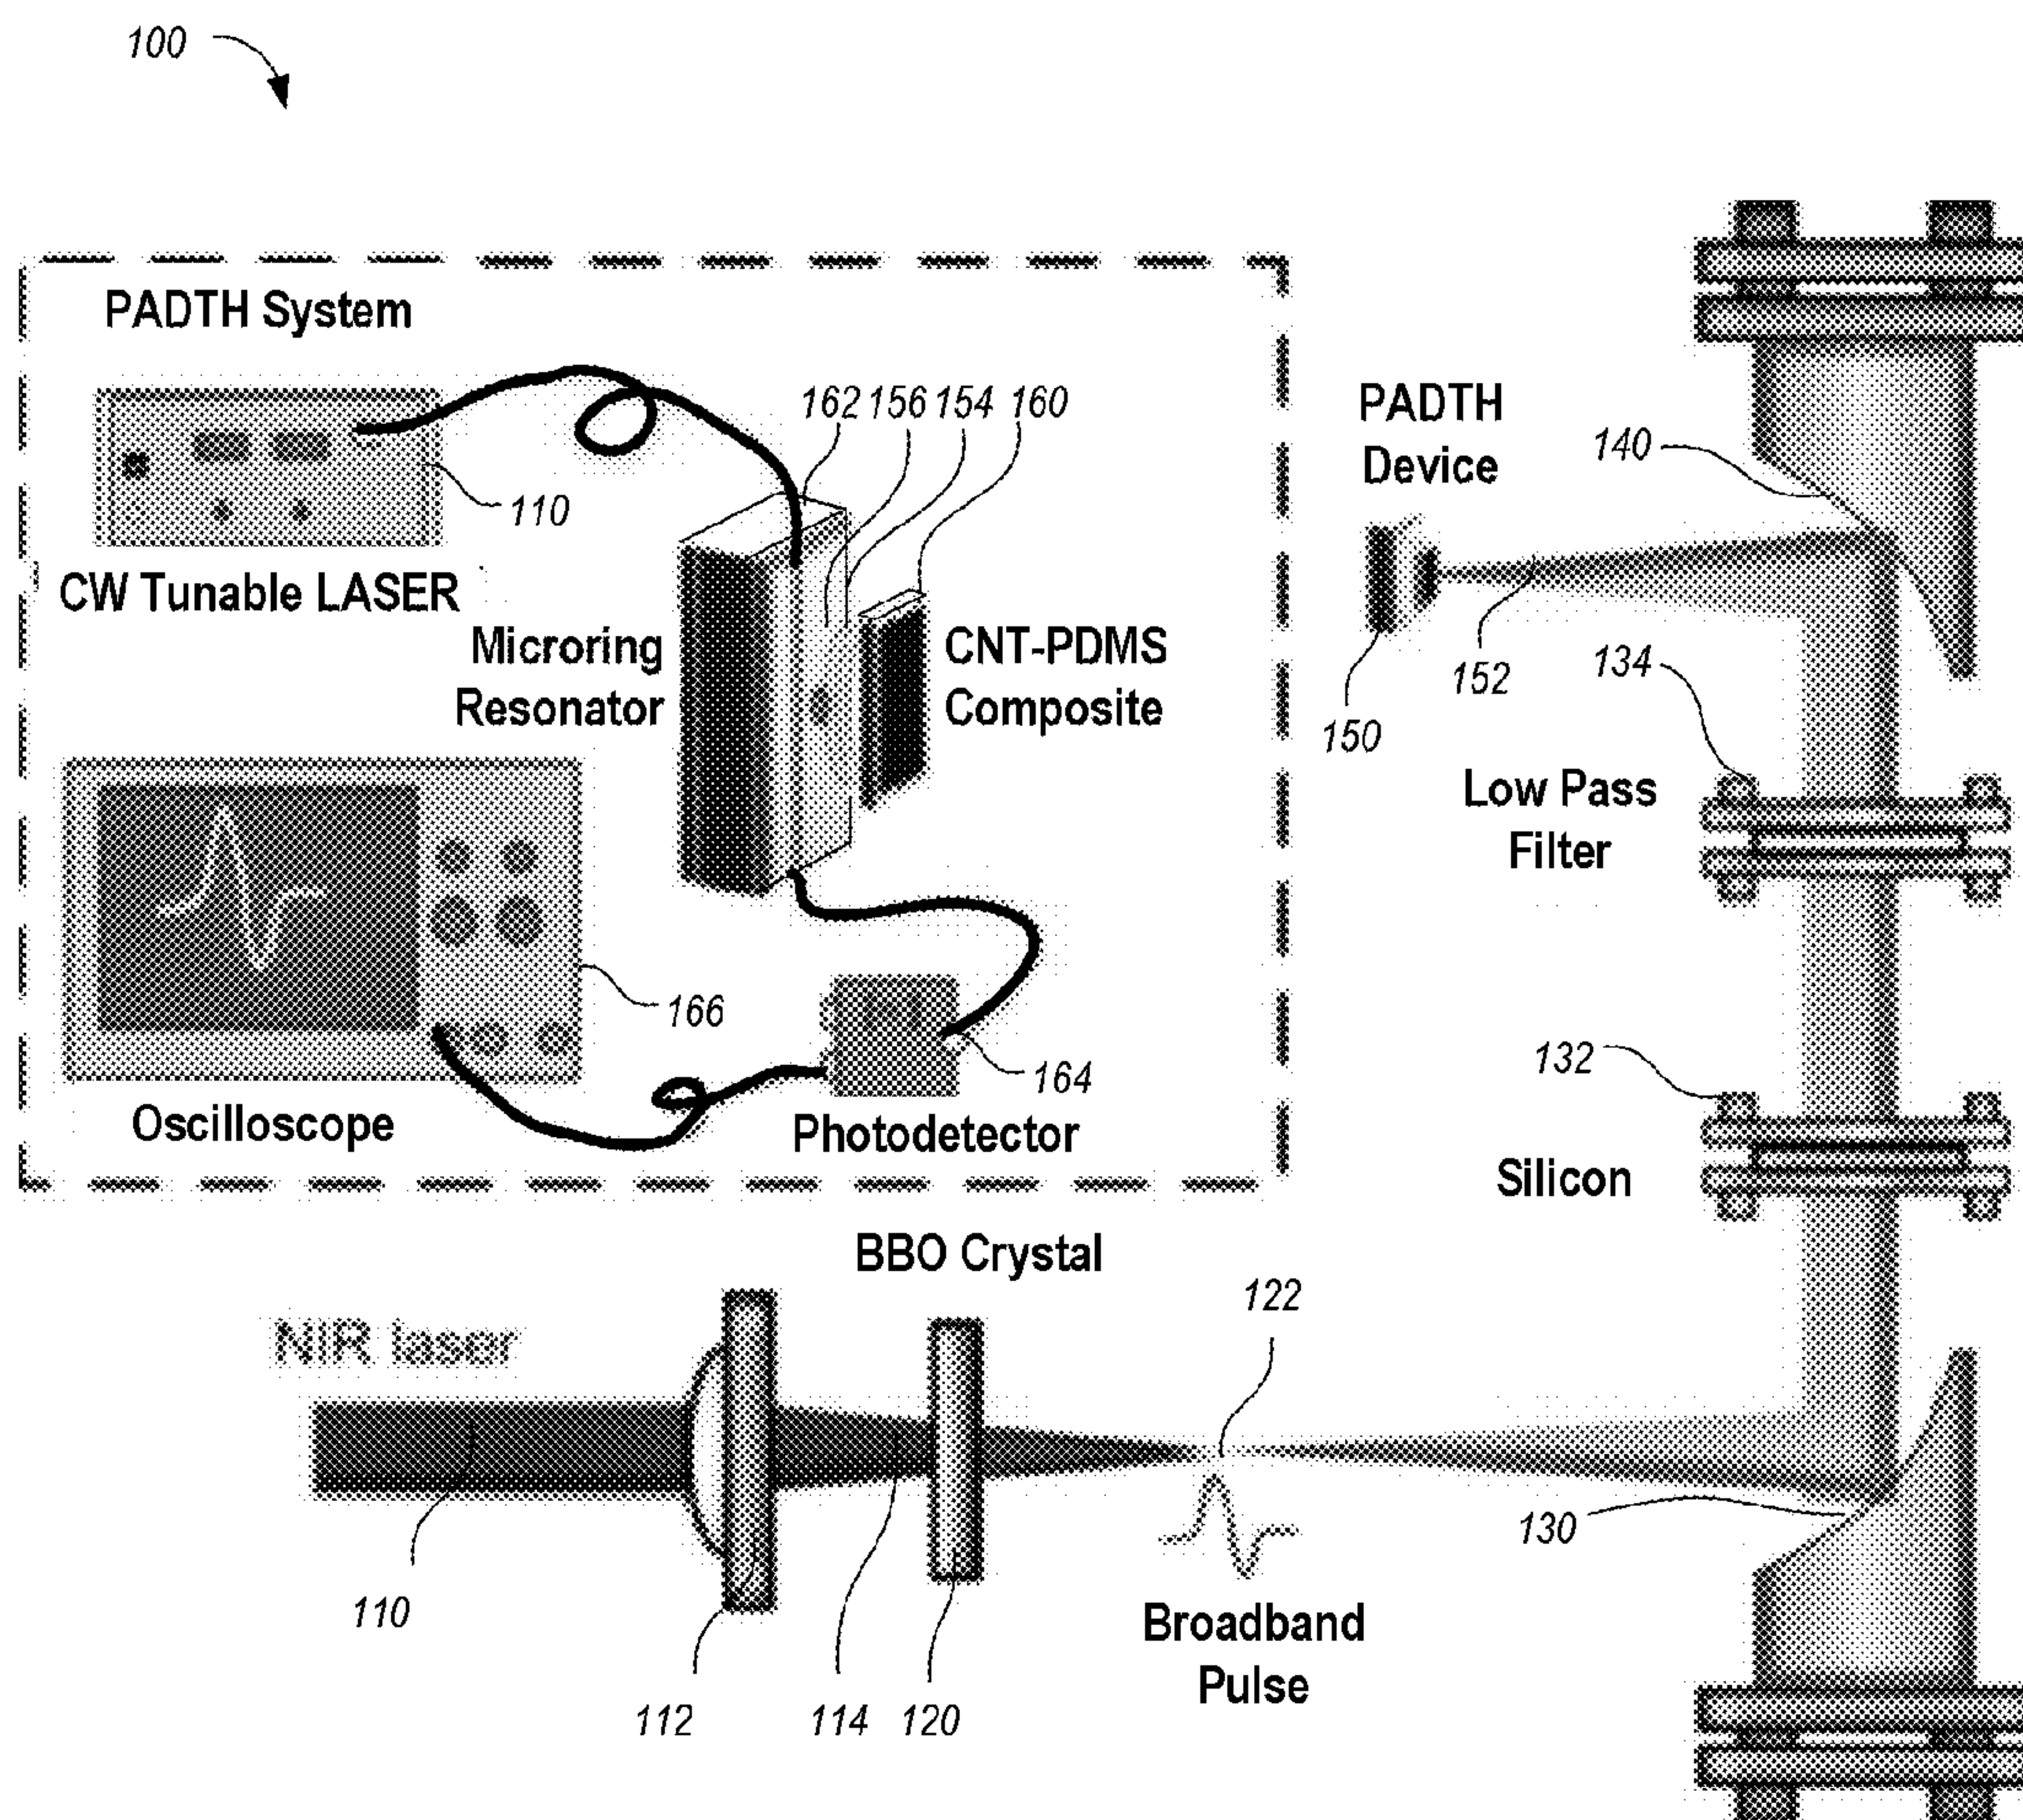 100
PADTH System
162 156 154 160
110
CW Tunable LASER
Microring
Resonator
CNT-PDMS
Composite
166
164
Oscilloscope
Photodetector
PADTH
Device
140
152
134
150
Low Pass
Filter
132
Silicon
BBO Crystal
122
NIR laser
130
110
Broadband
Pulse
112
114
120